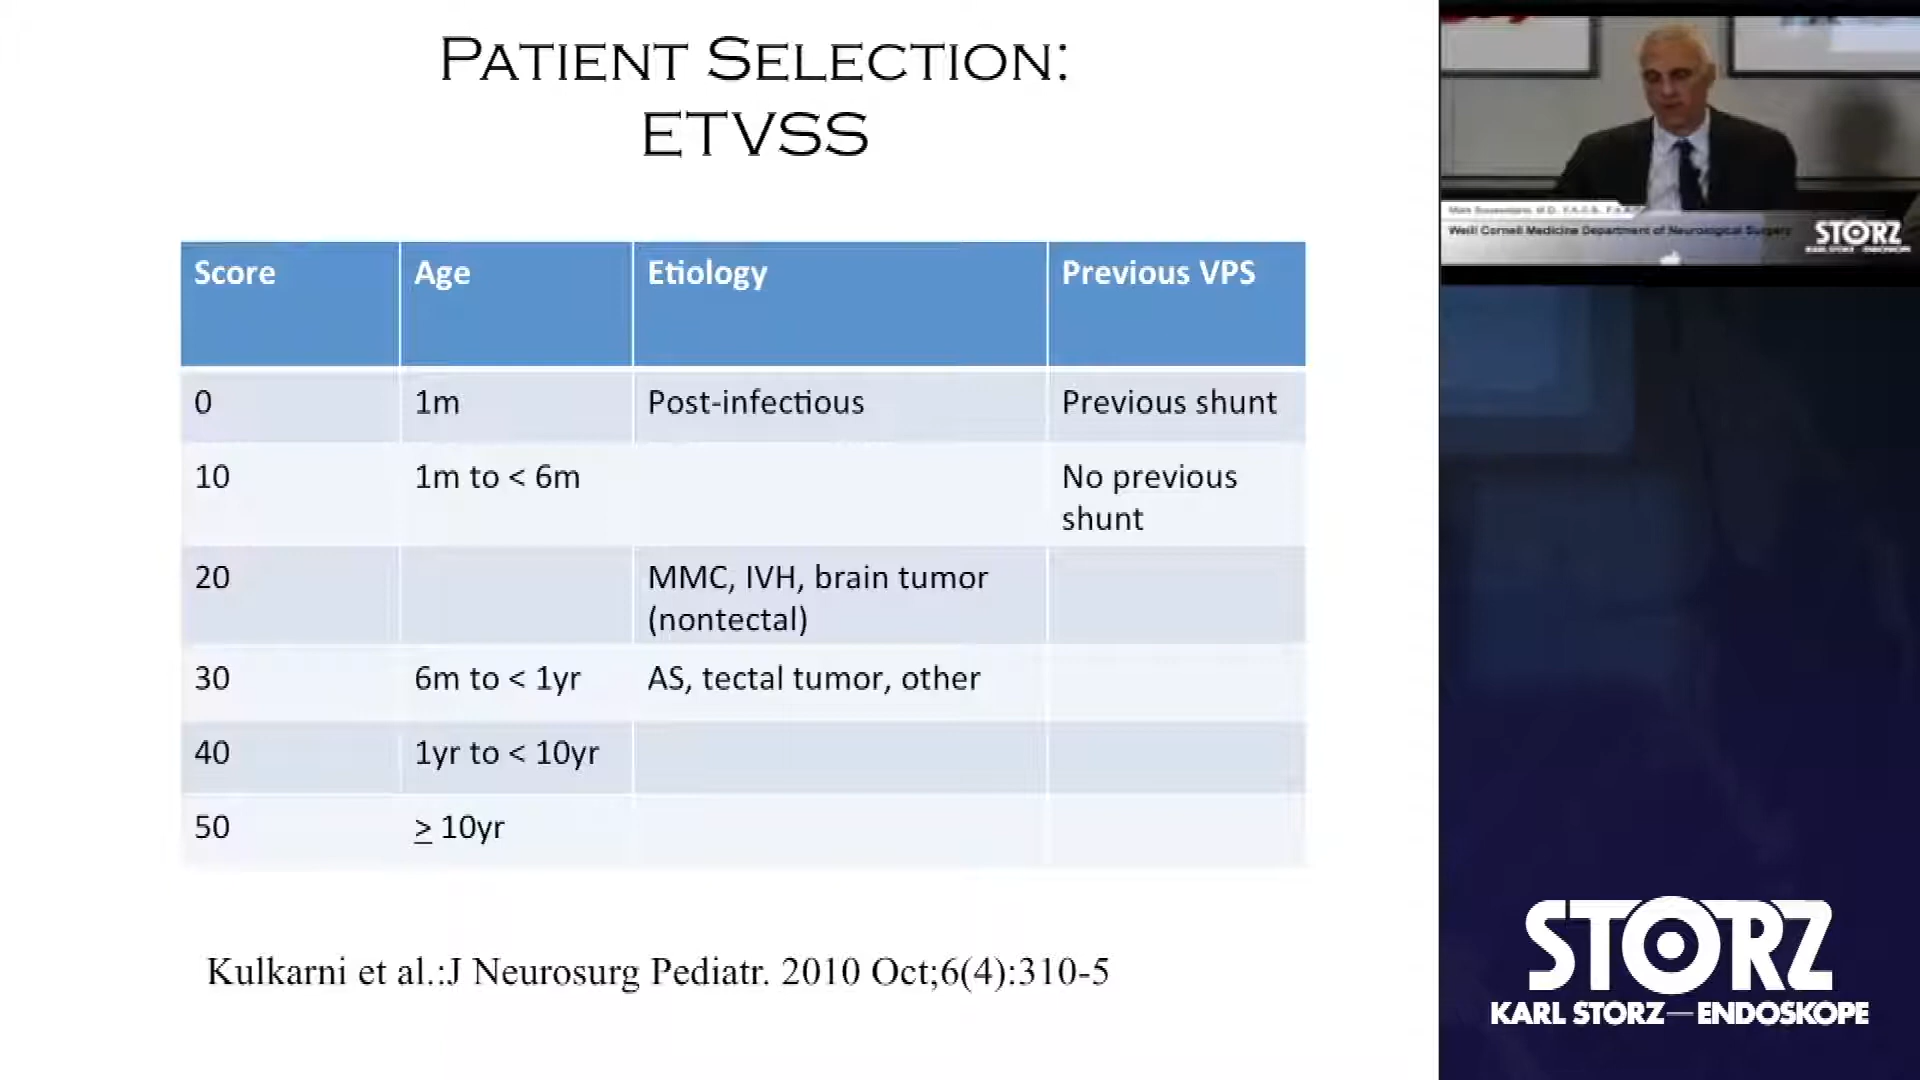 PATIENT SELECTION:
ETVSS
Score Age Etiology Previous VPS
0 1m Post-infectious Previous shunt
10 1m to < 6m No previous
shunt
20 MMC, IVH, brain tumor
(nontectal)
30 6m to < 1yr AS, tectal tumor, other
40 1yr to < 10yr
50 ≥ 10yr
Kulkarni et al.:J Neurosurg Pediatr. 2010 Oct;6(4):310-5
Weill Cornell Medicine Department of Neurological Surgery
STORZ
KARL STORZ—ENDOSKOPE
STORZ
KARL STORZ—ENDOSKOPE